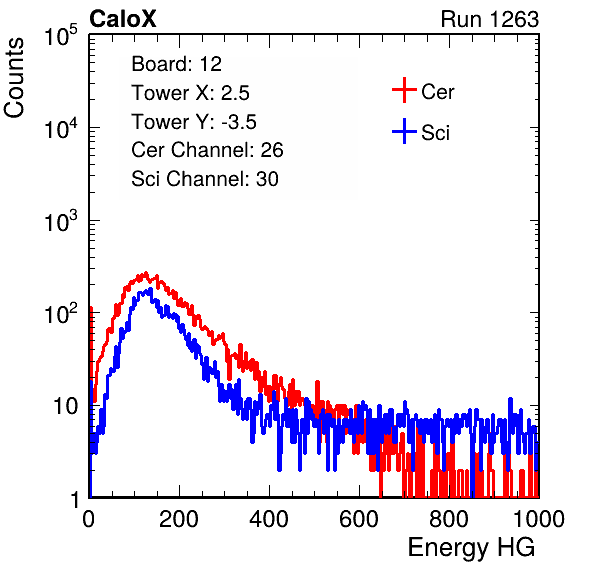 CaloX Run 1263
Counts
Board: 12
Tower X: 2.5
Tower Y: -3.5
Cer Channel: 26
Sci Channel: 30
Cer
Sci
10^5
10^4
10^3
10^2
10
1
0 200 400 600 800 1000
Energy HG